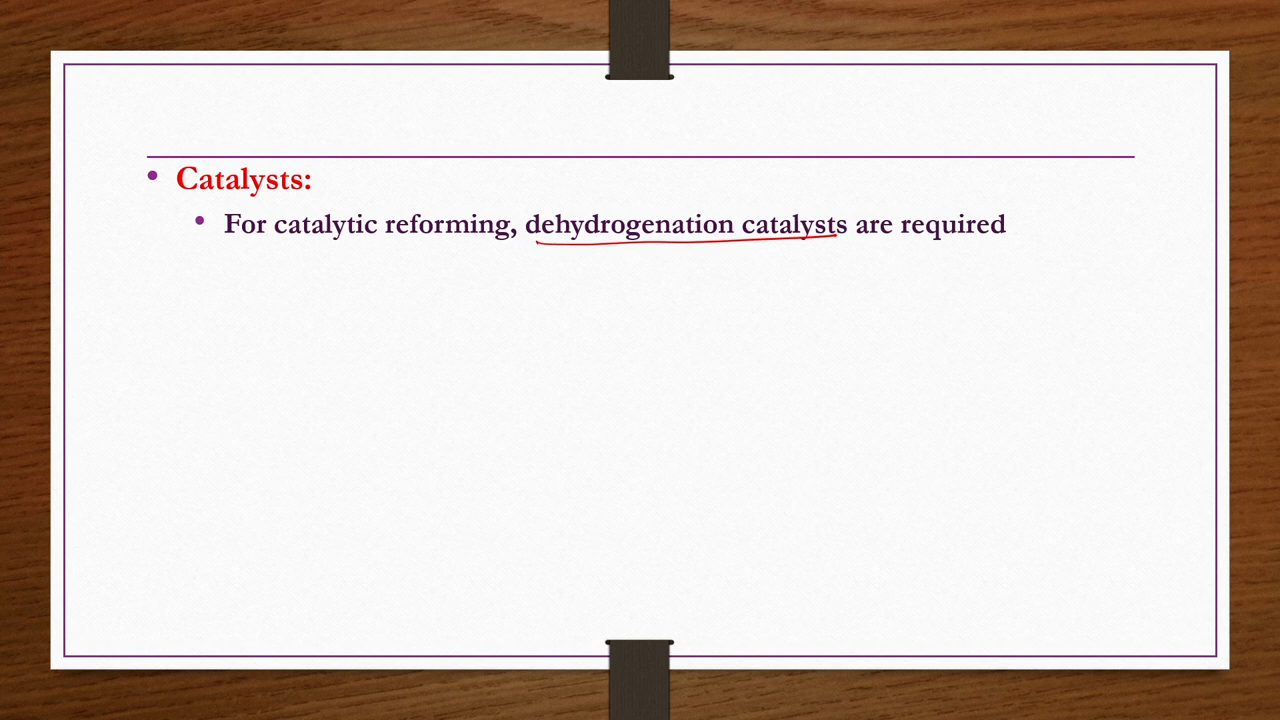 • Catalysts:
• For catalytic reforming, dehydrogenation catalysts are required